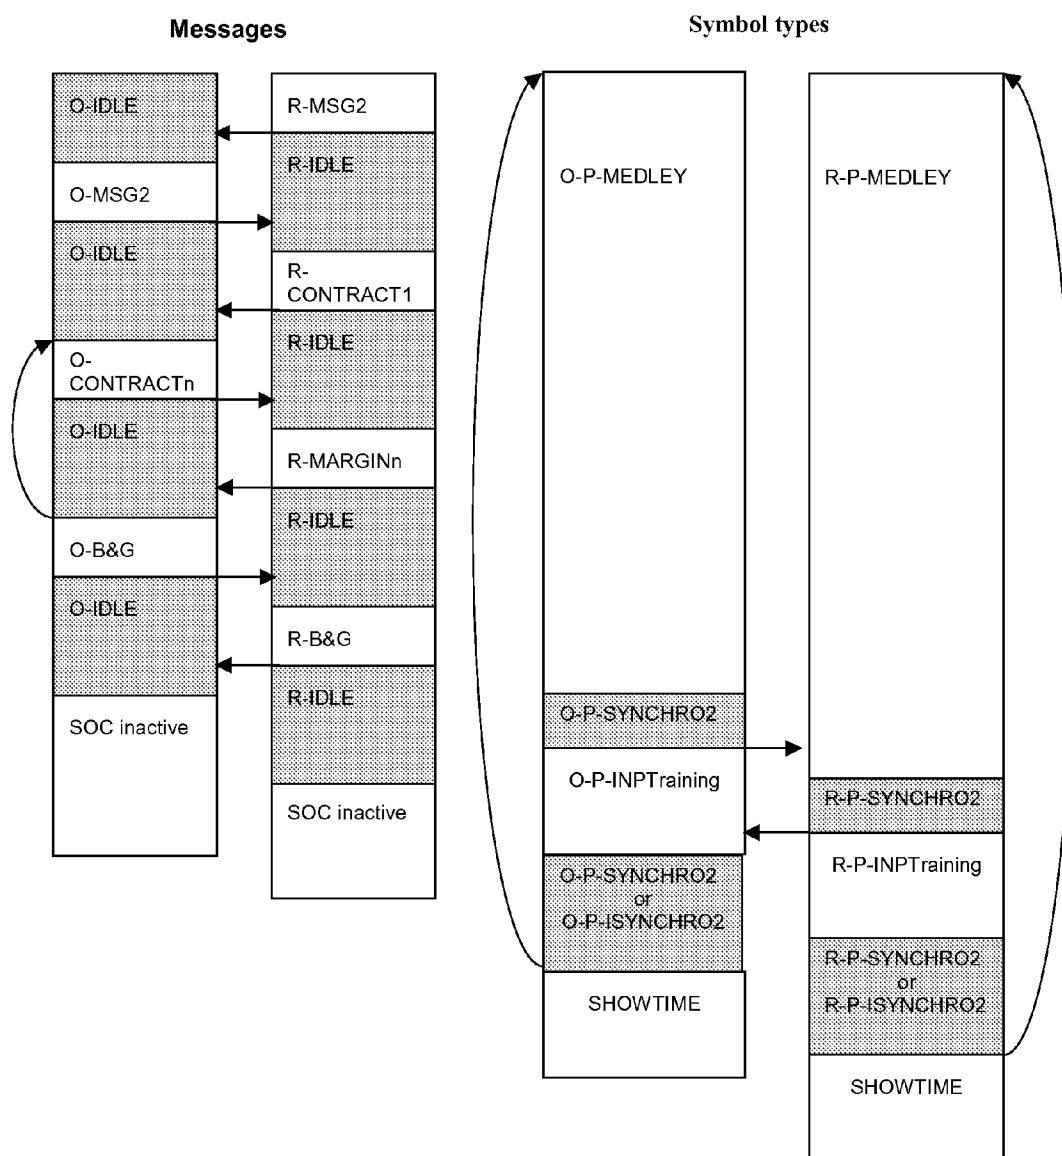 Messages
O-IDLE
O-MSG2
O-IDLE
O-
CONTRACTn
O-IDLE
O-B&G
O-IDLE
SOC inactive
R-MSG2
R-IDLE
R-
CONTRACT1
R-IDLE
R-MARGINn
R-IDLE
R-B&G
R-IDLE
SOC inactive
Symbol types
O-P-MEDLEY
O-P-SYNCHRO2
O-P-INPTraining
O-P-SYNCHRO2
or
O-P-ISYNCHRO2
SHOWTIME
R-P-MEDLEY
R-P-SYNCHRO2
R-P-INPTraining
R-P-SYNCHRO2
or
R-P-ISYNCHRO2
SHOWTIME